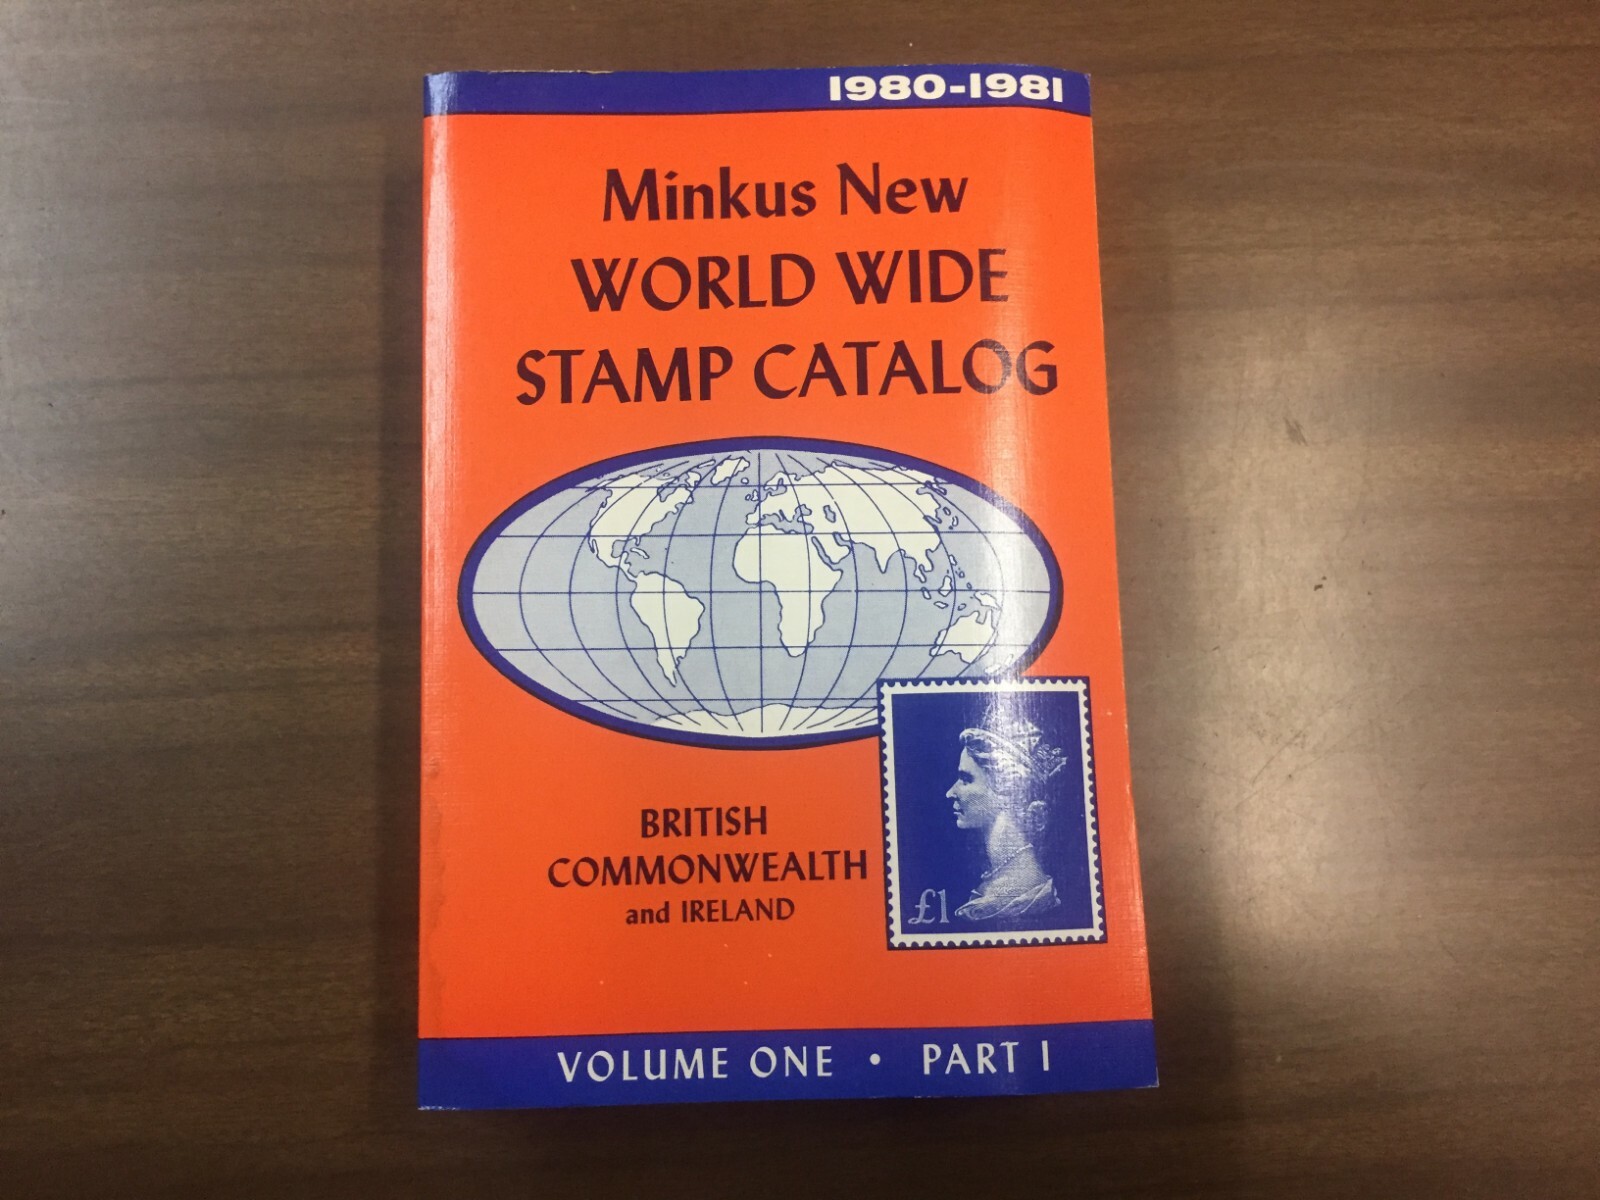 1980-1981
Minkus New
WORLD WIDE
STAMP CATALOG
BRITISH
COMMONWEALTH
and IRELAND
£1
VOLUME ONE • PART I